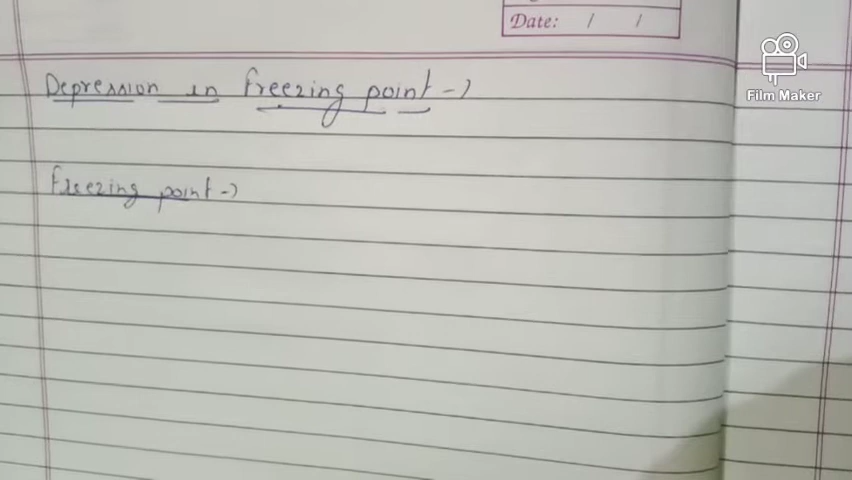 Date: / /
Depression in freezing point →
freezing point →
Film Maker